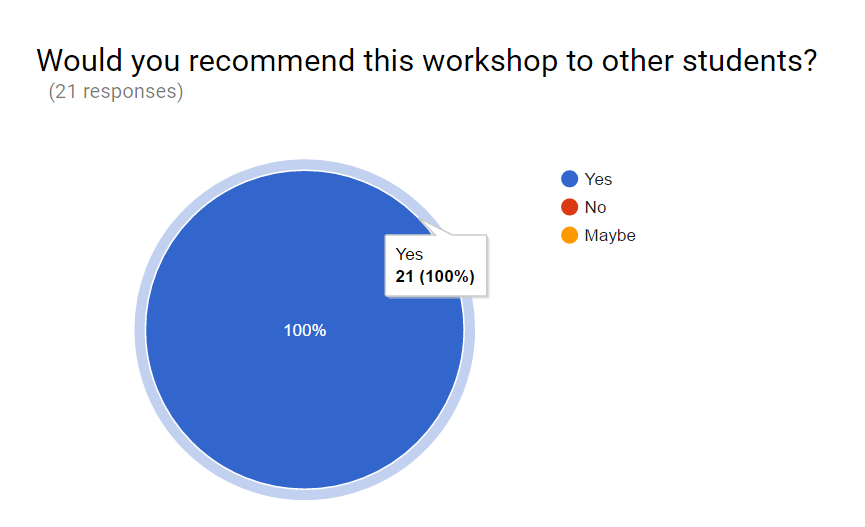 Would you recommend this workshop to other students?
(21 responses)
Yes
No
Maybe
Yes
21 (100%)
100%